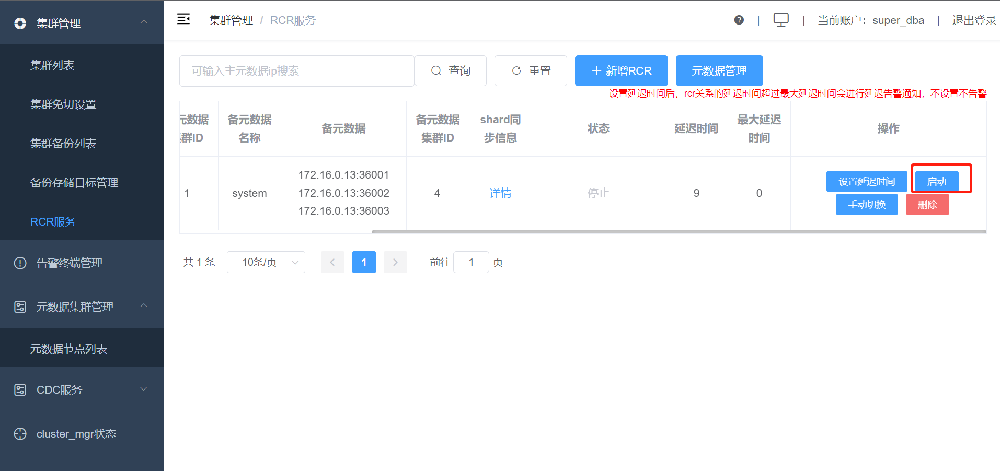 集群管理
集群列表
集群免切设置
集群备份列表
备份存储目标管理
RCR服务
告警终端管理
元数据集群管理
元数据节点列表
CDC服务
cluster_mgr状态
集群管理 / RCR服务
| | 当前账户：super_dba | 退出登录
可输入主元数据ip搜索 查询 重置 新增RCR 元数据管理
设置延迟时间后，rcr关系的延迟时间超过最大延迟时间会进行延迟告警通知，不设置不告警
元数据
集群ID
备元数据
名称
备元数据
备元数据
集群ID
shard同
步信息
状态
延迟时间
最大延迟
时间
操作
1
system
172.16.0.13:36001
172.16.0.13:36002
172.16.0.13:36003
4
详情
停止
9
0
设置延迟时间 启动
手动切换 删除
共 1 条 10条/页 1 前往 1 页